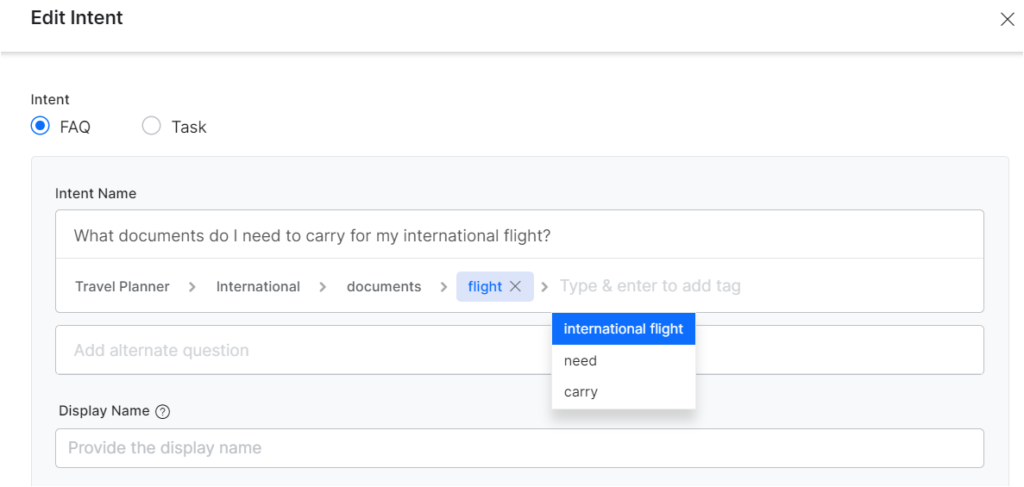 Edit Intent
Intent
FAQ Task
Intent Name
What documents do I need to carry for my international flight?
Travel Planner > International > documents > flight × > Type & enter to add tag
international flight
Add alternate question
need
carry
Display Name ?
Provide the display name